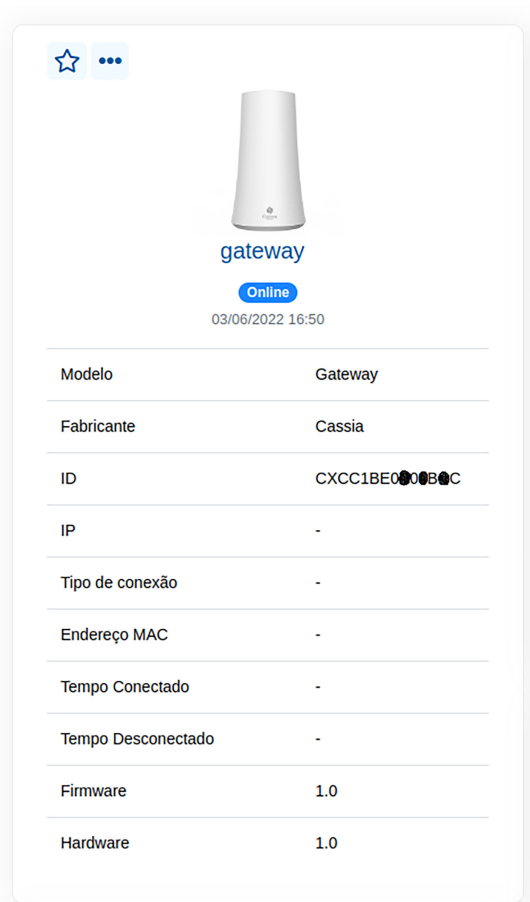 gateway
Online
03/06/2022 16:50
Modelo Gateway
Fabricante Cassia
ID
IP -
Tipo de conexão -
Endereço MAC -
Tempo Conectado -
Tempo Desconectado -
Firmware 1.0
Hardware 1.0